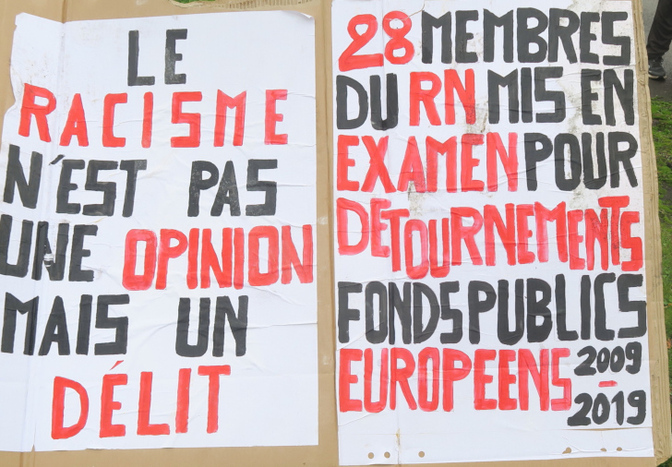 LE
RACISME
N'EST PAS
UNE OPINION
MAIS UN
DÉLIT
28 MEMBRES
DU RN MIS EN
EXAMEN POUR
DETOURNEMENTS
FONDS PUBLICS
EUROPEENS 2009
-
2019